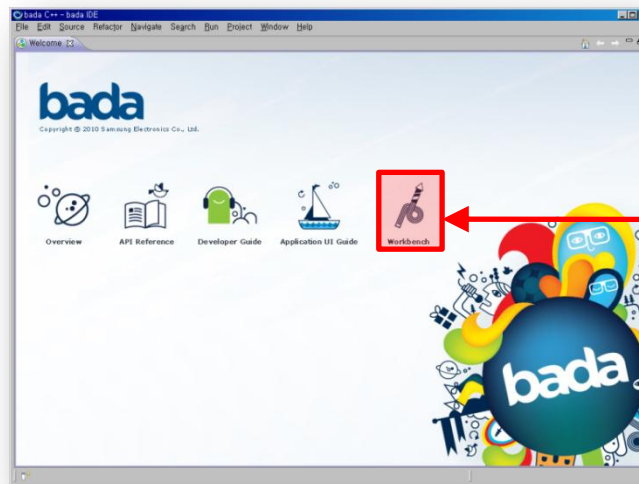 bada C++ - bada IDE
File Edit Source Refactor Navigate Search Run Project Window Help
Welcome
bada
Copyright © 2010 Samsung Electronics Co., Ltd.
Overview API Reference Developer Guide Application UI Guide Workbench
bada